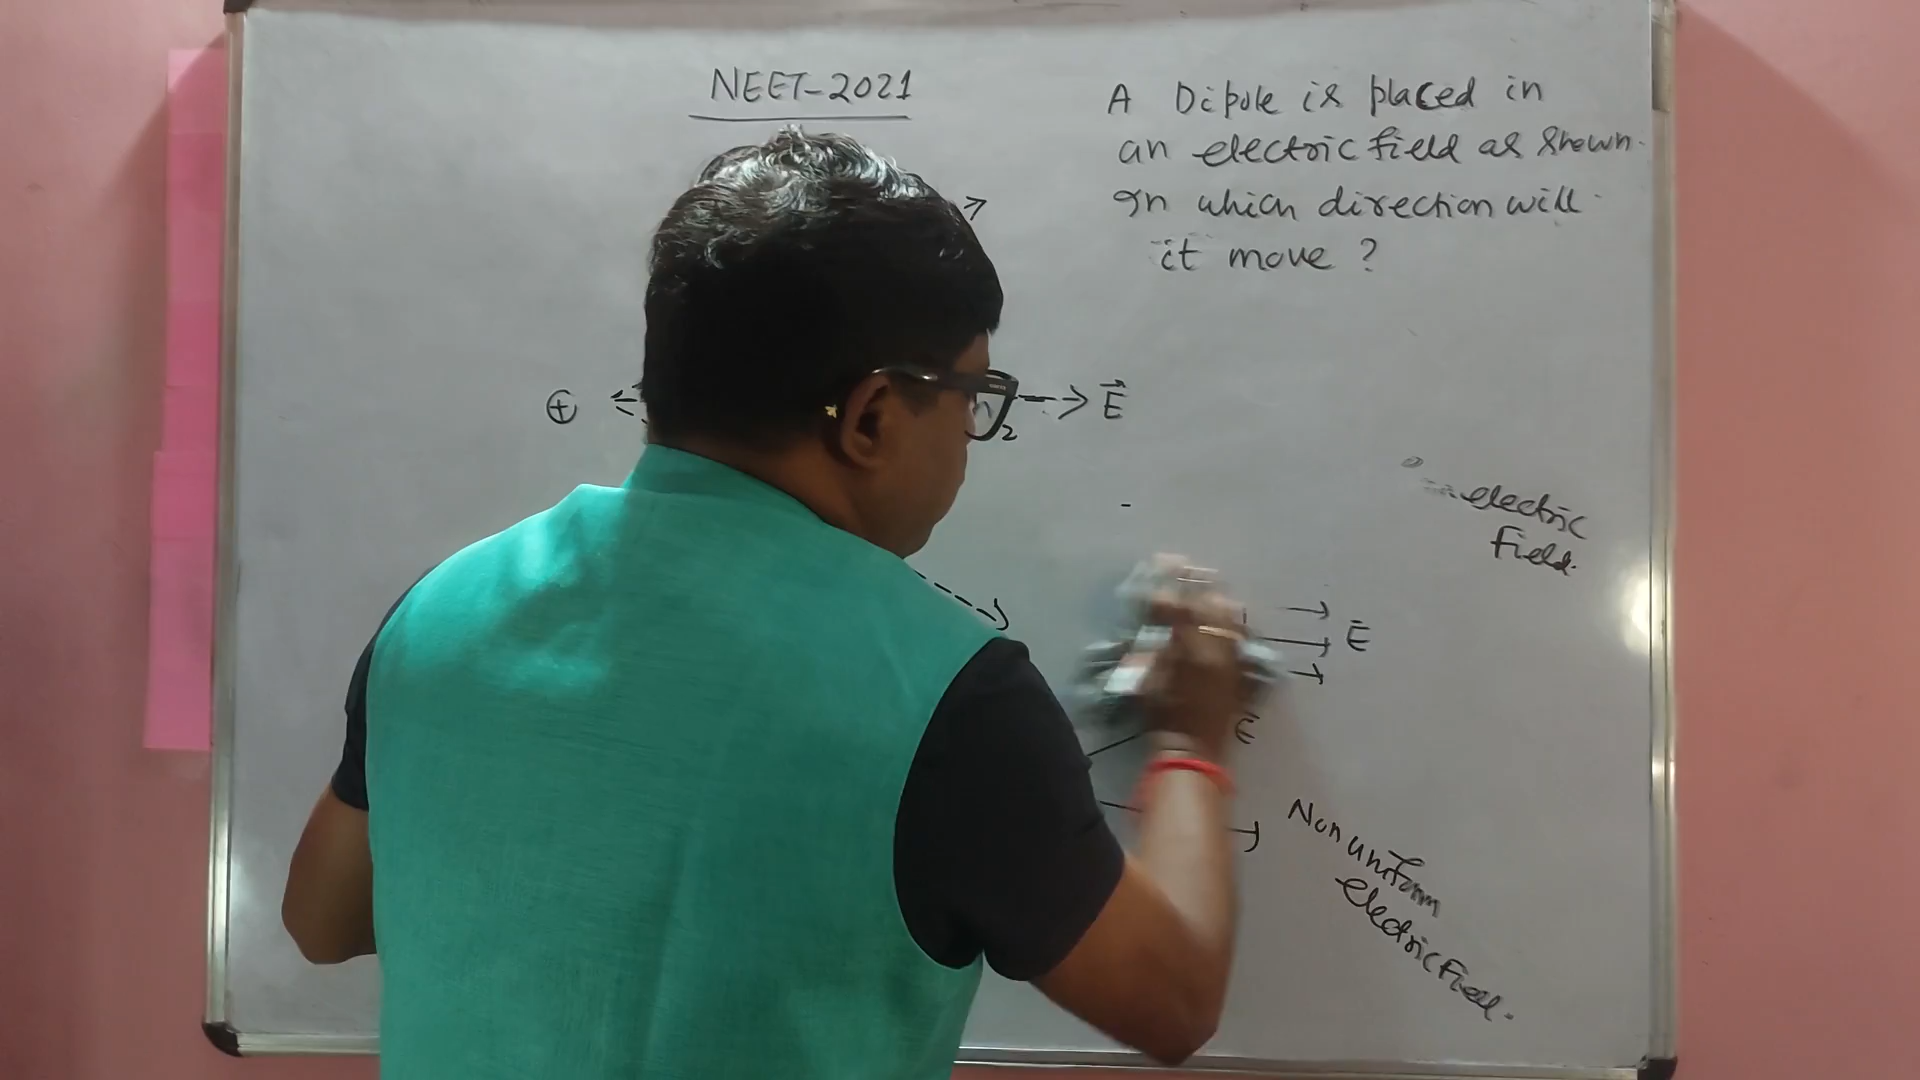 NEET-2021
A Dipole is placed in
an electric field as shown.
In which direction will
it move ?
+
2
E
electric
Field.
E
E
Non uniform
electric Field.